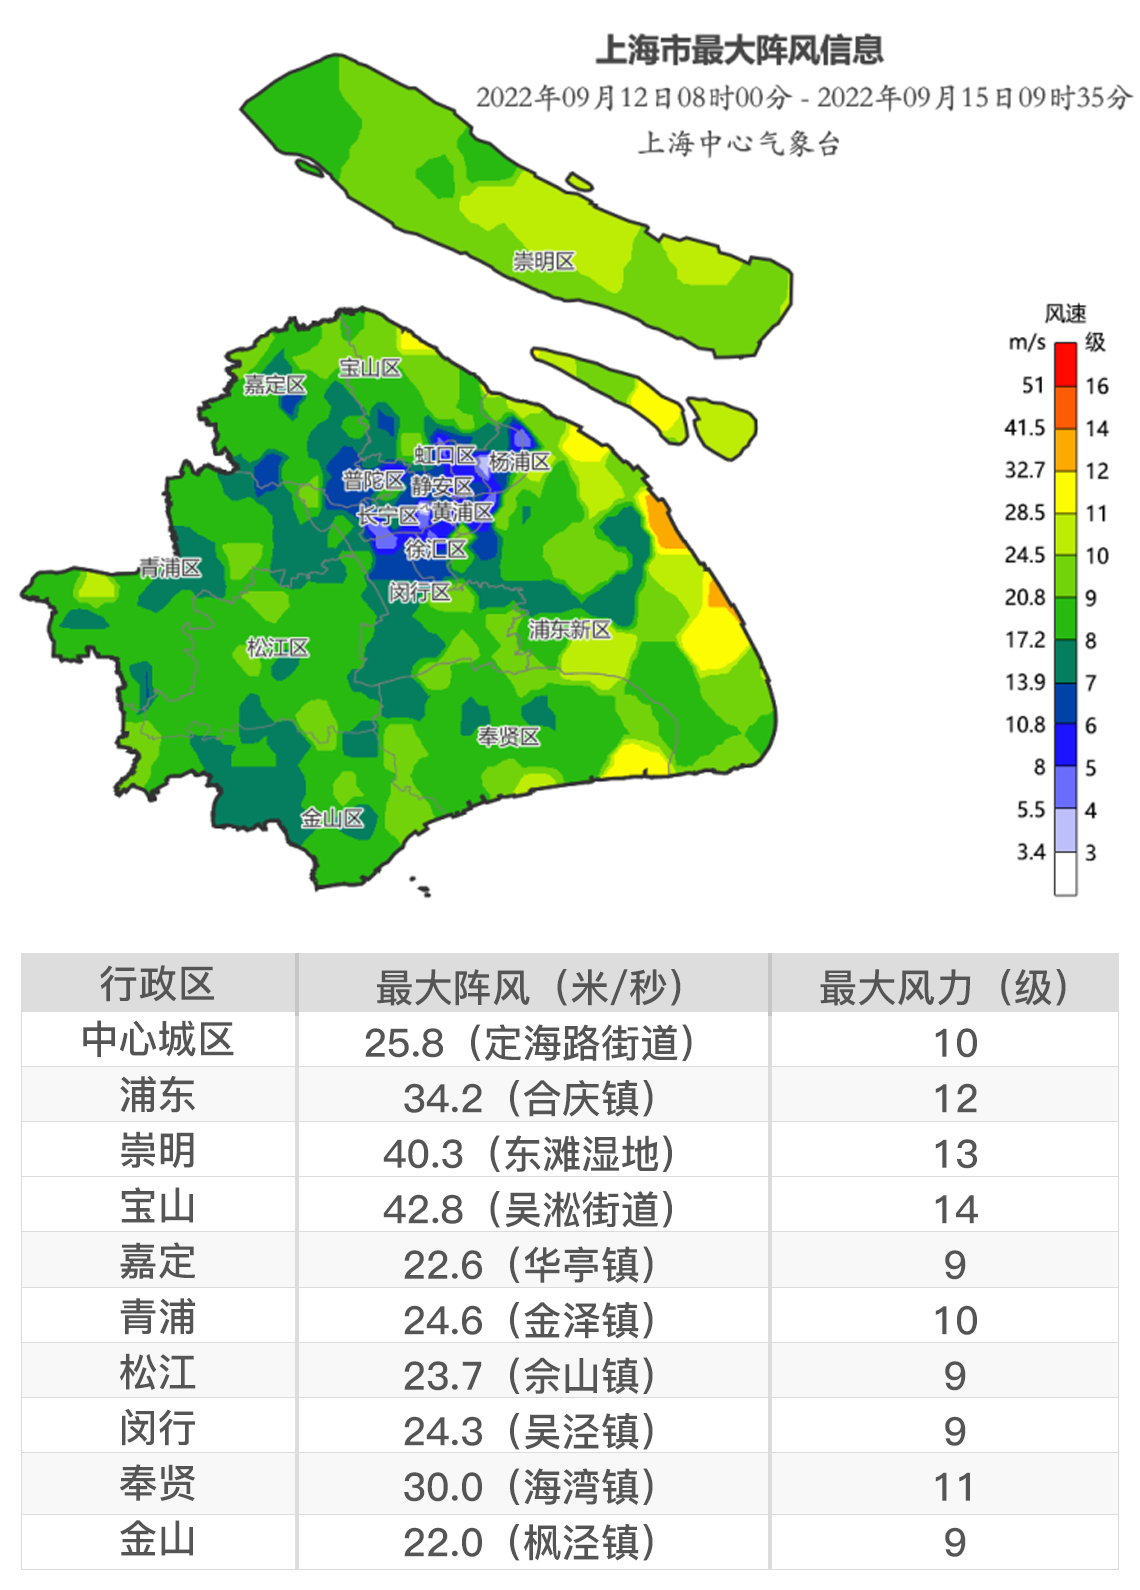 上海市最大阵风信息
2022年09月12日08时00分 - 2022年09月15日09时35分
上海中心气象台
崇明区
宝山区
嘉定区
虹口区
杨浦区
普陀区
静安区
长宁区
黄浦区
徐汇区
青浦区
闵行区
浦东新区
松江区
奉贤区
金山区
风速
m/s 级
51 16
41.5 14
32.7 12
28.5 11
24.5 10
20.8 9
17.2 8
13.9 7
10.8 6
8 5
5.5 4
3.4 3
行政区 最大阵风（米/秒） 最大风力（级）
中心城区 25.8（定海路街道） 10
浦东 34.2（合庆镇） 12
崇明 40.3（东滩湿地） 13
宝山 42.8（吴淞街道） 14
嘉定 22.6（华亭镇） 9
青浦 24.6（金泽镇） 10
松江 23.7（佘山镇） 9
闵行 24.3（吴泾镇） 9
奉贤 30.0（海湾镇） 11
金山 22.0（枫泾镇） 9